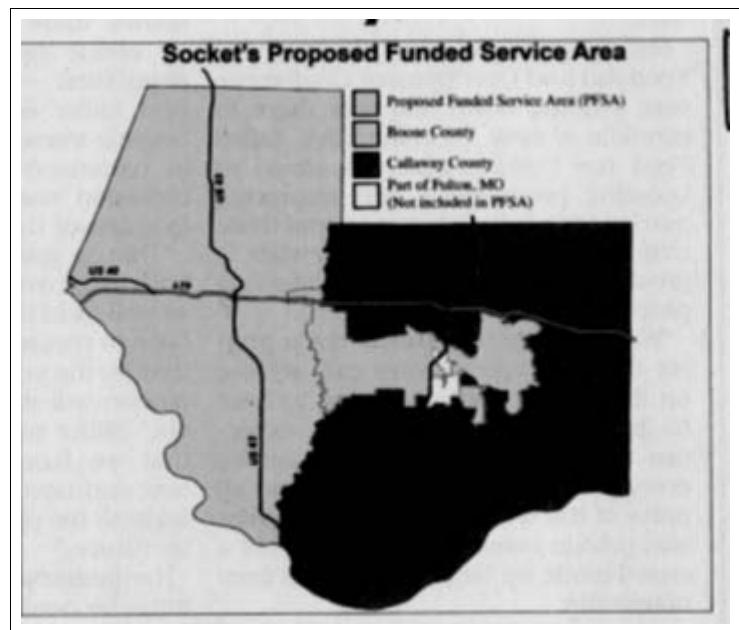 Socket's Proposed Funded Service Area
Proposed Funded Service Area (PFSA)
Boone County
Callaway County
Part of Fulton, MO
(Not included in PFSA)
US 63
US 40
I-70
US 63